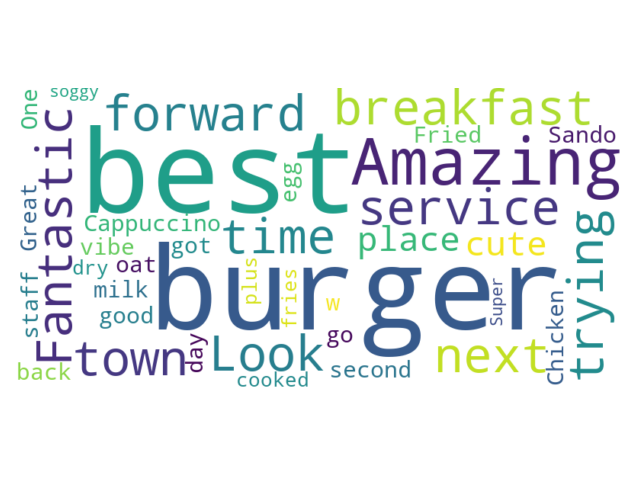 soggy
One
forward
breakfast
Fantastic
best
Amazing
Fried
Sando
egg
Great
service
Cappuccino
time
place
cute
trying
vibe
got
dry
oat
burger
milk
plus
fries
w
Super
staff
good
go
Chicken
town
day
Look
next
back
cooked
second